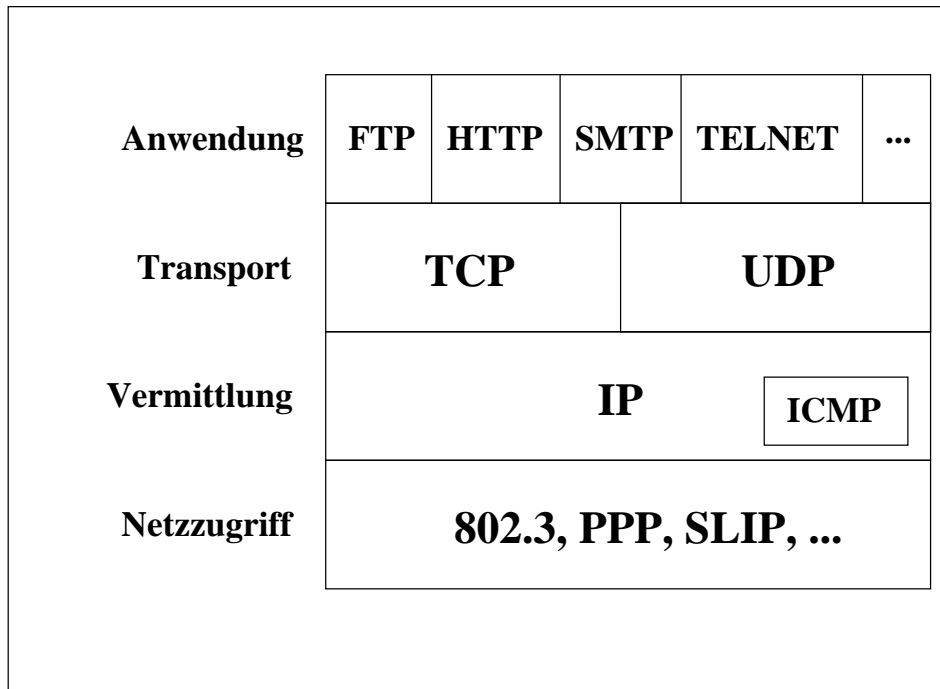 Anwendung FTP HTTP SMTP TELNET ...
Transport TCP UDP
Vermittlung IP ICMP
Netzzugriff 802.3, PPP, SLIP, ...